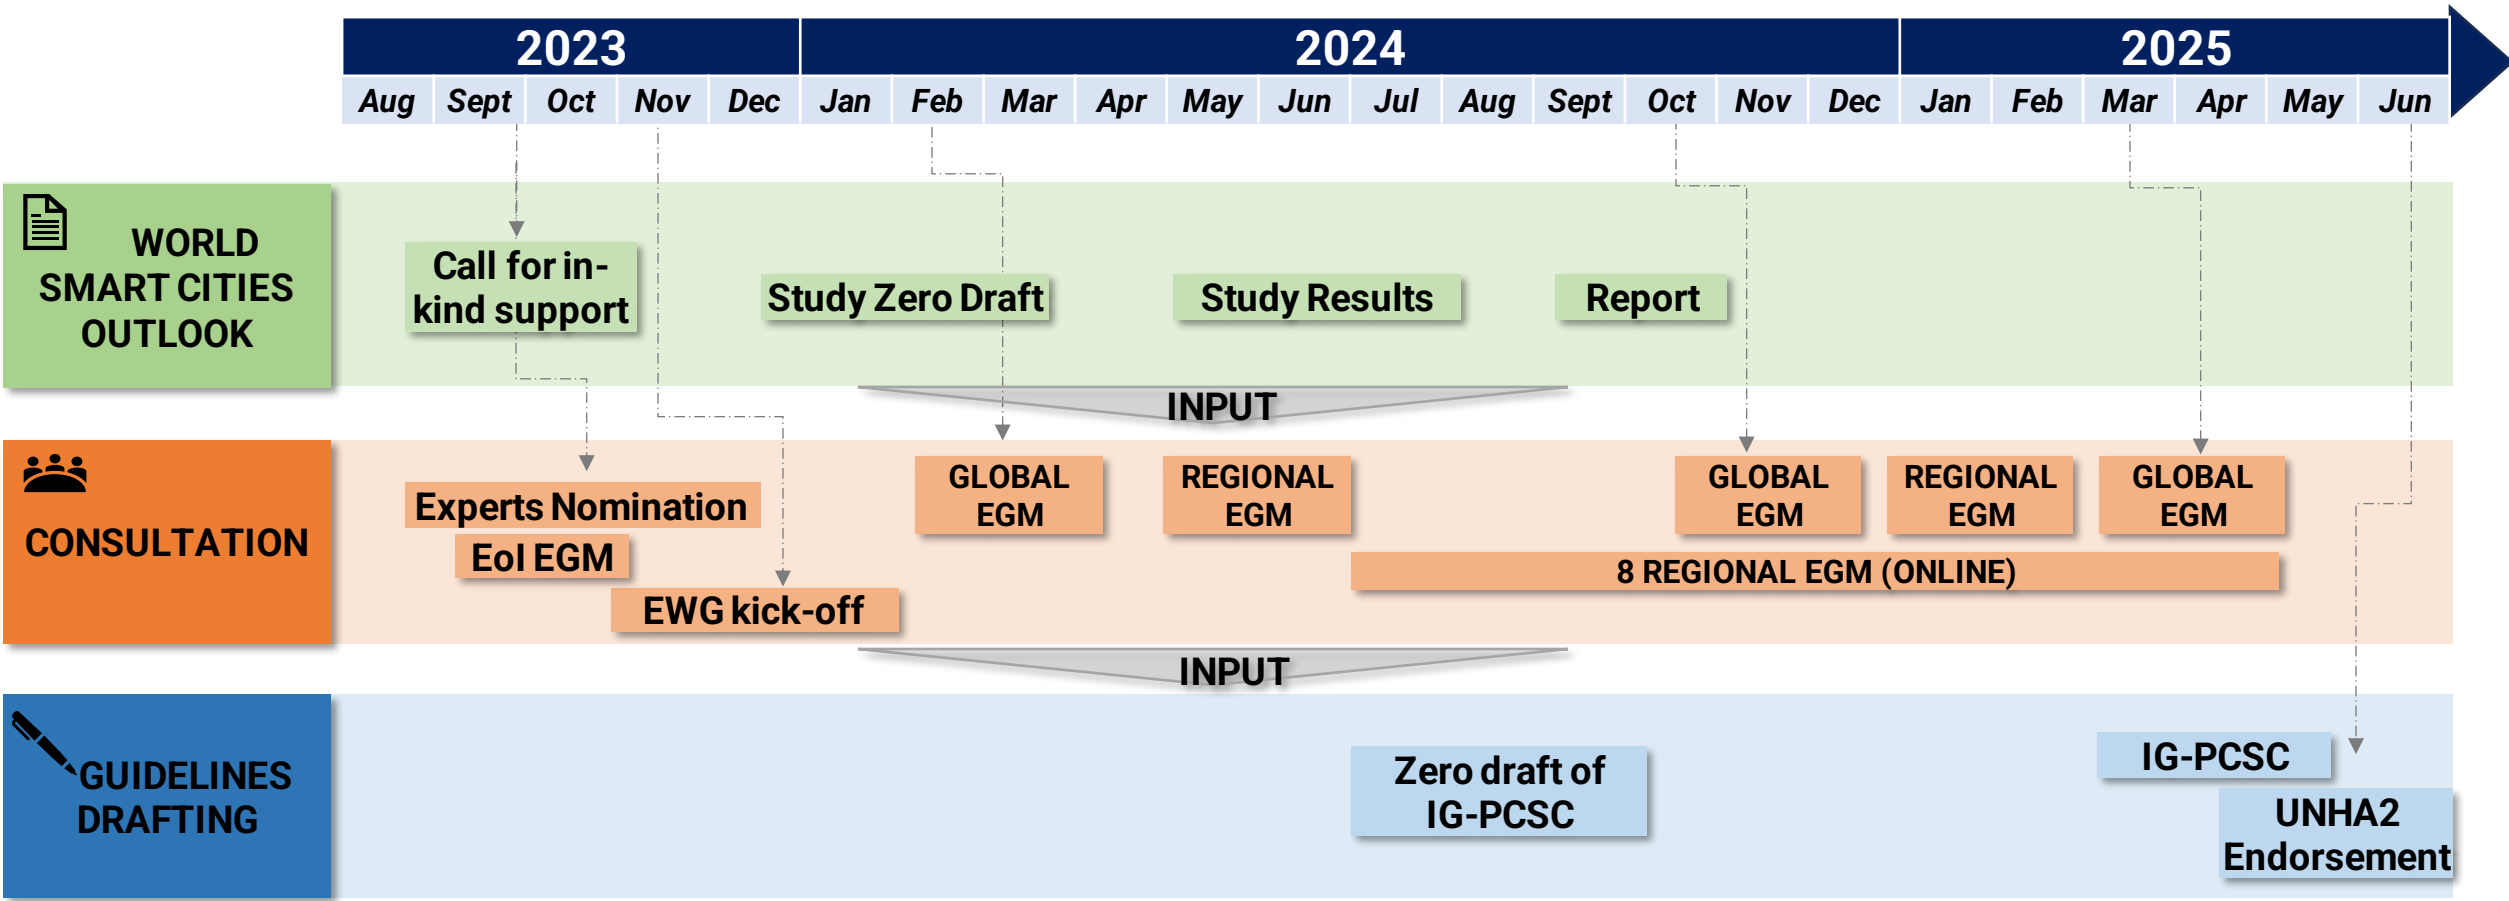 2023 2024 2025
Aug Sept Oct Nov Dec Jan Feb Mar Apr May Jun Jul Aug Sept Oct Nov Dec Jan Feb Mar Apr May Jun
WORLD
SMART CITIES
OUTLOOK
Call for in-
kind support
Study Zero Draft
Study Results
Report
INPUT
CONSULTATION
Experts Nomination
EoI EGM
EWG kick-off
GLOBAL
EGM
REGIONAL
EGM
GLOBAL
EGM
REGIONAL
EGM
GLOBAL
EGM
8 REGIONAL EGM (ONLINE)
INPUT
GUIDELINES
DRAFTING
Zero draft of
IG-PCSC
IG-PCSC
UNHA2
Endorsement